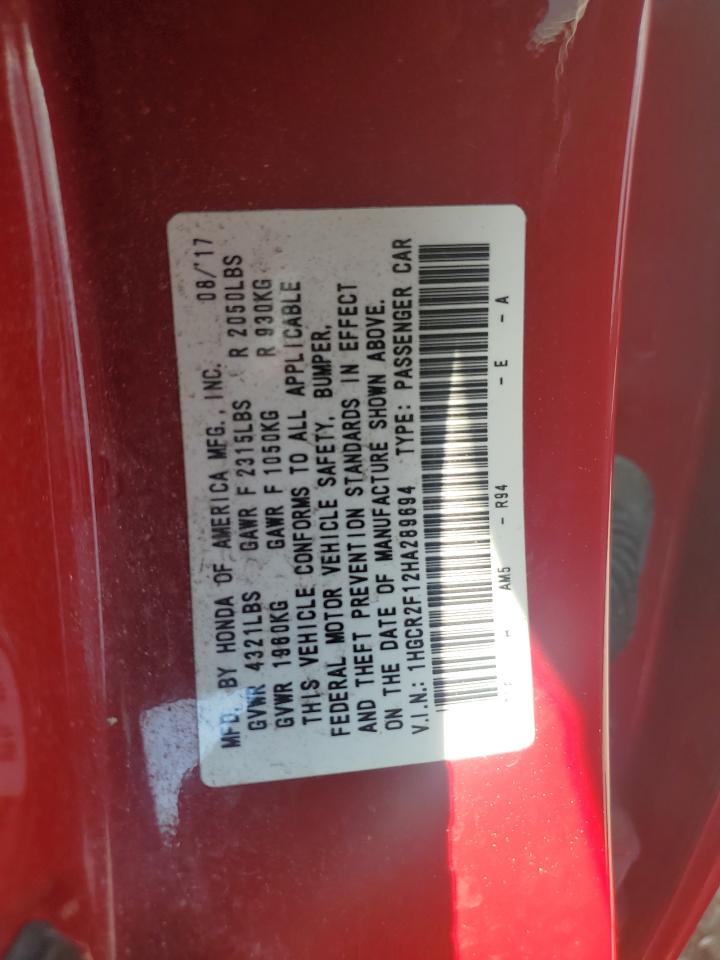 MFD. BY HONDA OF AMERICA MFG., INC. 08/'17
GVWR 4321LBS GAWR F 2315LBS R 2050LBS
GVWR 1960KG GAWR F 1050KG R 930KG
THIS VEHICLE CONFORMS TO ALL APPLICABLE
FEDERAL MOTOR VEHICLE SAFETY, BUMPER,
AND THEFT PREVENTION STANDARDS IN EFFECT
ON THE DATE OF MANUFACTURE SHOWN ABOVE.
V.I.N.: 1HGCR2F12HA289694 TYPE: PASSENGER CAR
- AM5 - R94 - E - A